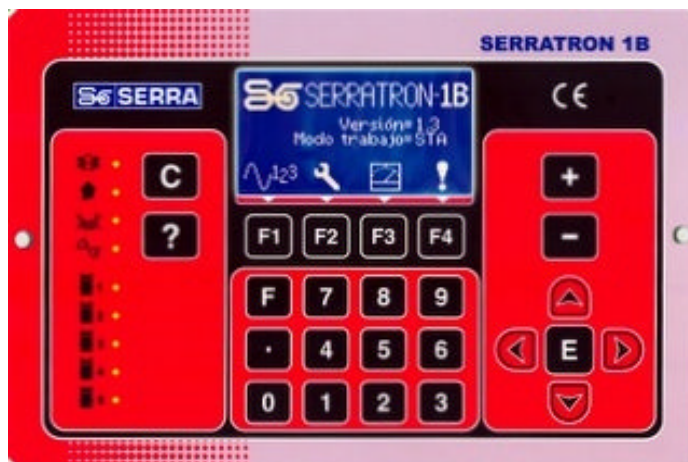 SERRATRON 1B
SERRA
SERRATRON-1B
Versión= 1.3
Modo trabajo= STA
123
CE
C
?
+
-
F1 F2 F3 F4
F 7 8 9
. 4 5 6
E
0 1 2 3